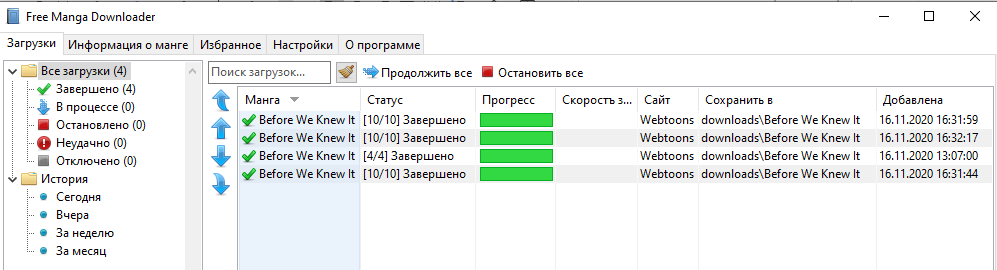 Free Manga Downloader
Загрузки Информация о манге Избранное Настройки О программе
Все загрузки (4)
Завершено (4)
В процессе (0)
Остановлено (0)
Неудачно (0)
Отключено (0)
История
Сегодня
Вчера
За неделю
За месяц
Поиск загрузок... Продолжить все Остановить все
Манга Статус Прогресс Скорость з... Сайт Сохранить в Добавлена
Before We Knew It [10/10] Завершено Webtoons downloads\Before We Knew It 16.11.2020 16:31:59
Before We Knew It [10/10] Завершено Webtoons downloads\Before We Knew It 16.11.2020 16:32:17
Before We Knew It [4/4] Завершено Webtoons downloads\Before We Knew It 16.11.2020 13:07:00
Before We Knew It [10/10] Завершено Webtoons downloads\Before We Knew It 16.11.2020 16:31:44